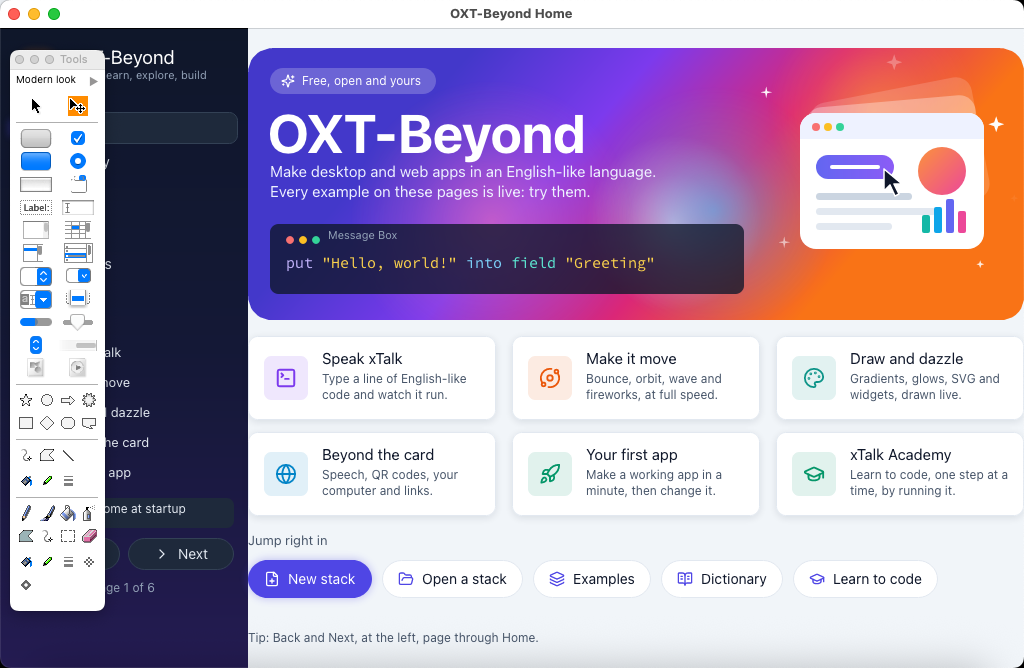 OXT-Beyond Home
Tools
Modern look
Label:
-Beyond
earn, explore, build
ome at startup
Next
ge 1 of 6
Free, open and yours
OXT-Beyond
Make desktop and web apps in an English-like language.
Every example on these pages is live: try them.
Message Box
put "Hello, world!" into field "Greeting"
Speak xTalk
Type a line of English-like
code and watch it run.
Make it move
Bounce, orbit, wave and
fireworks, at full speed.
Draw and dazzle
Gradients, glows, SVG and
widgets, drawn live.
Beyond the card
Speech, QR codes, your
computer and links.
Your first app
Make a working app in a
minute, then change it.
xTalk Academy
Learn to code, one step at a
time, by running it.
Jump right in
New stack
Open a stack
Examples
Dictionary
Learn to code
Tip: Back and Next, at the left, page through Home.